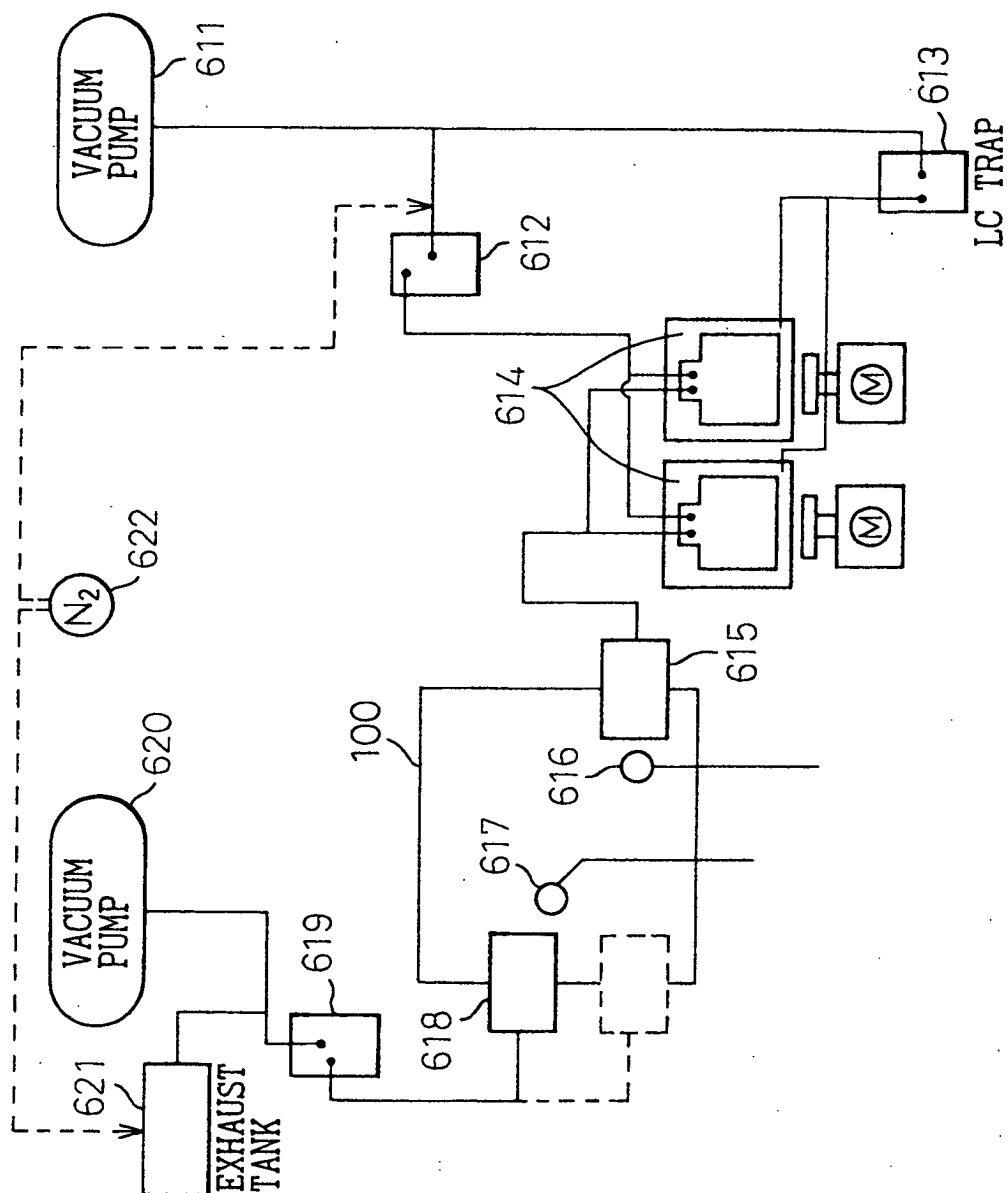 VACUUM
PUMP
611
612
613
LC TRAP
614
M
M
N2
622
615
100
616
617
VACUUM
PUMP
620
619
618
621
EXHAUST
TANK